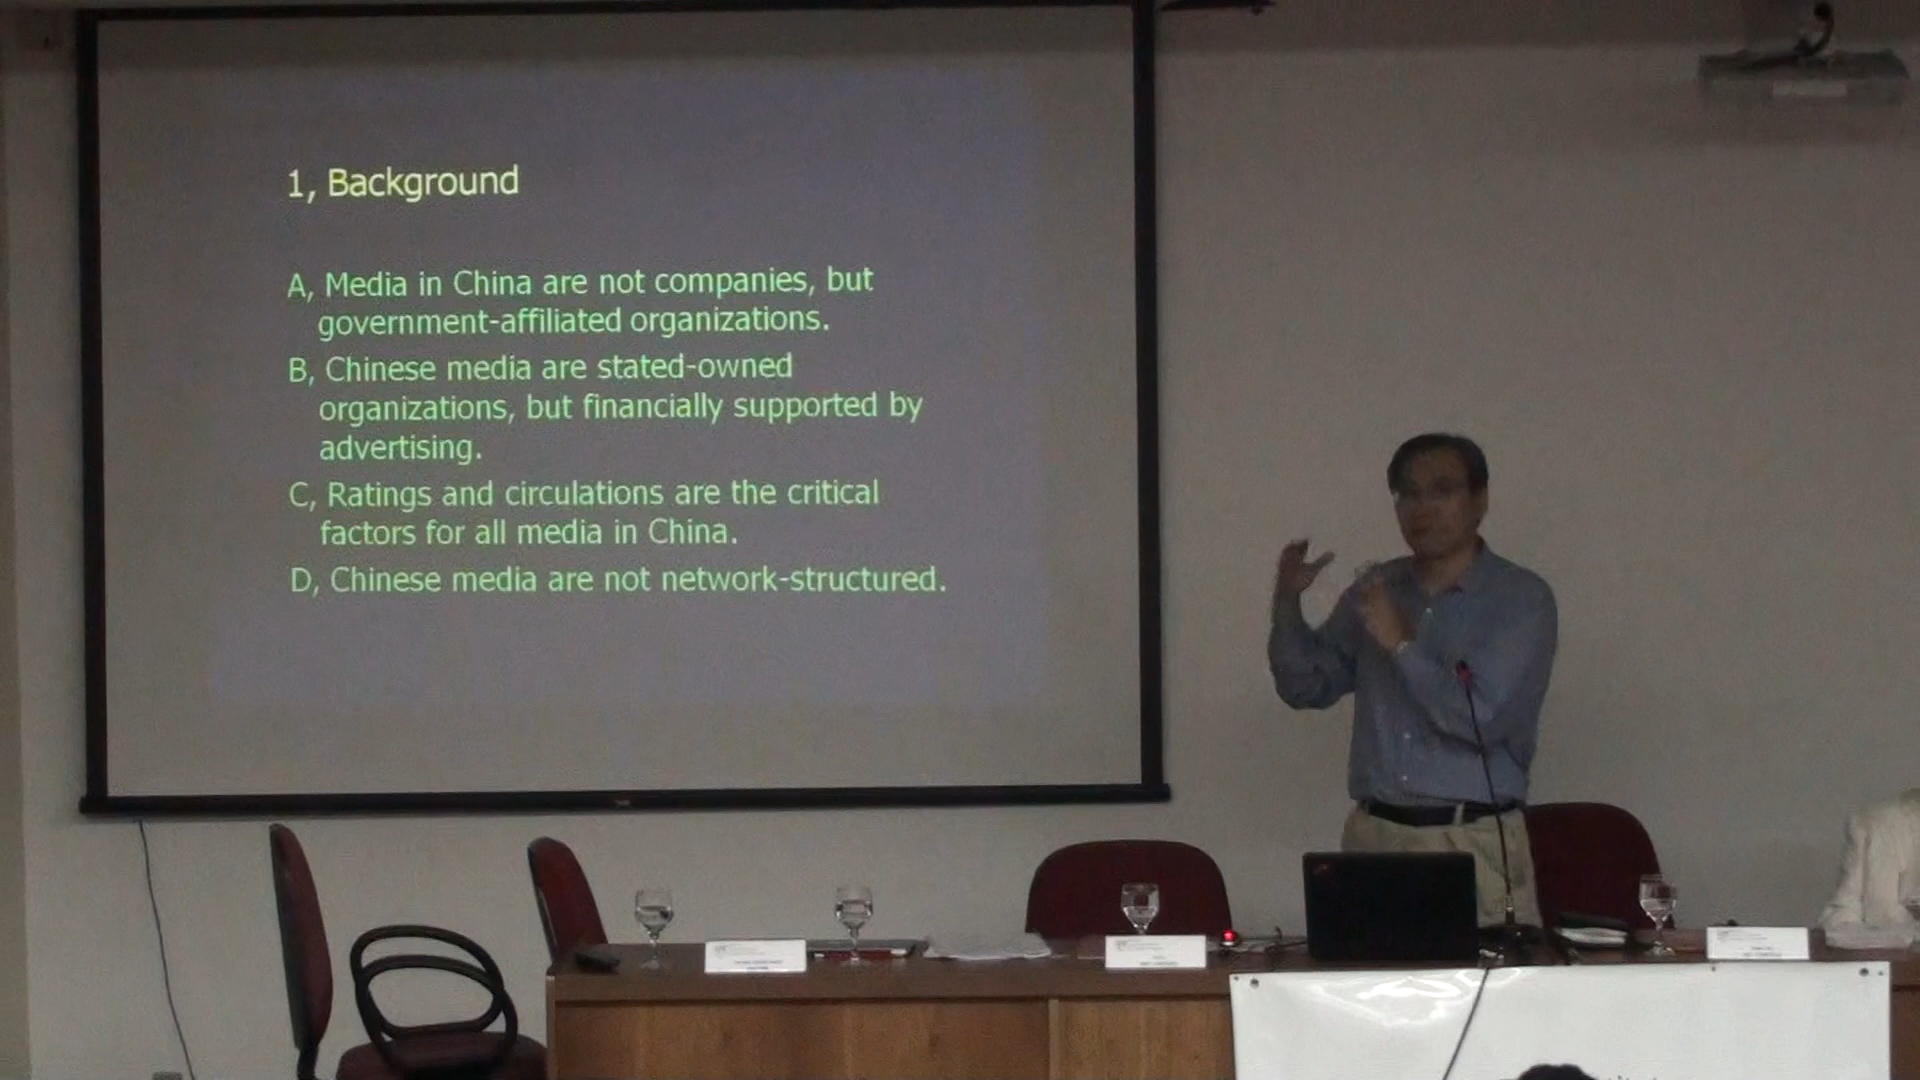 1, Background
A, Media in China are not companies, but
government-affiliated organizations.
B, Chinese media are stated-owned
organizations, but financially supported by
advertising.
C, Ratings and circulations are the critical
factors for all media in China.
D, Chinese media are not network-structured.